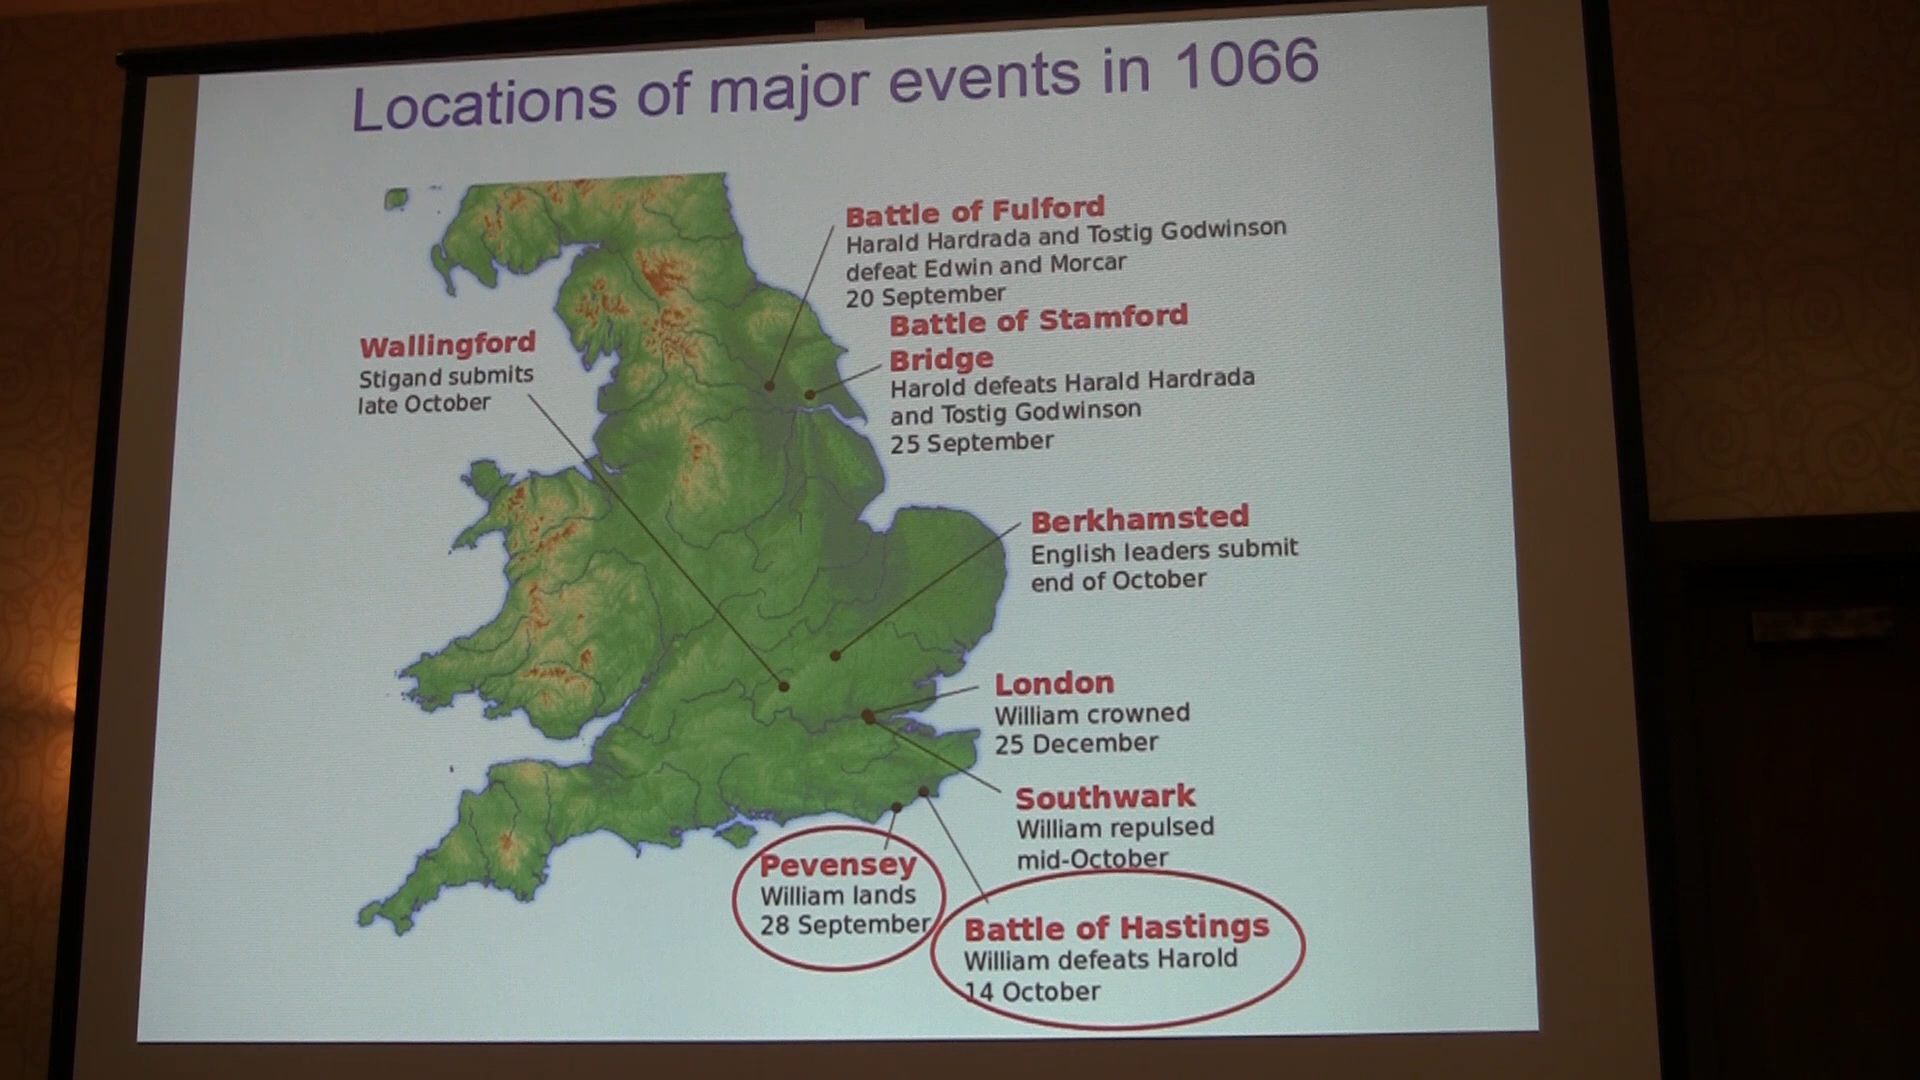 Locations of major events in 1066
Battle of Fulford
Harald Hardrada and Tostig Godwinson
defeat Edwin and Morcar
20 September
Battle of Stamford
Bridge
Harold defeats Harald Hardrada
and Tostig Godwinson
25 September
Wallingford
Stigand submits
late October
Berkhamsted
English leaders submit
end of October
London
William crowned
25 December
Southwark
William repulsed
mid-October
Pevensey
William lands
28 September
Battle of Hastings
William defeats Harold
14 October